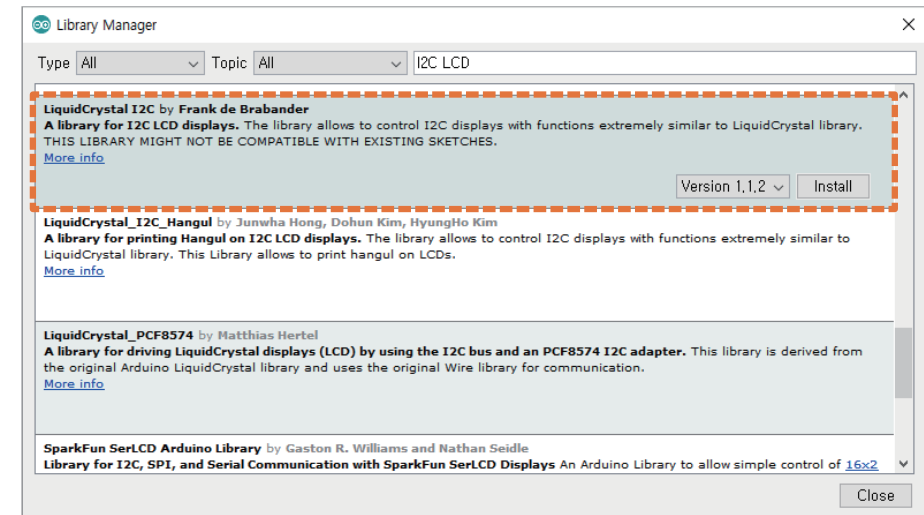 Library Manager
Type All Topic All I2C LCD
LiquidCrystal I2C by Frank de Brabander
A library for I2C LCD displays. The library allows to control I2C displays with functions extremely similar to LiquidCrystal library.
THIS LIBRARY MIGHT NOT BE COMPATIBLE WITH EXISTING SKETCHES.
More info
Version 1,1,2 Install
LiquidCrystal_I2C_Hangul by Junwha Hong, Dohun Kim, HyungHo Kim
A library for printing Hangul on I2C LCD displays. The library allows to control I2C displays with functions extremely similar to
LiquidCrystal library. This Library allows to print hangul on LCDs.
More info
LiquidCrystal_PCF8574 by Matthias Hertel
A library for driving LiquidCrystal displays (LCD) by using the I2C bus and an PCF8574 I2C adapter. This library is derived from
the original Arduino LiquidCrystal library and uses the original Wire library for communication.
More info
SparkFun SerLCD Arduino Library by Gaston R. Williams and Nathan Seidle
Library for I2C, SPI, and Serial Communication with SparkFun SerLCD Displays An Arduino Library to allow simple control of 16x2
Close